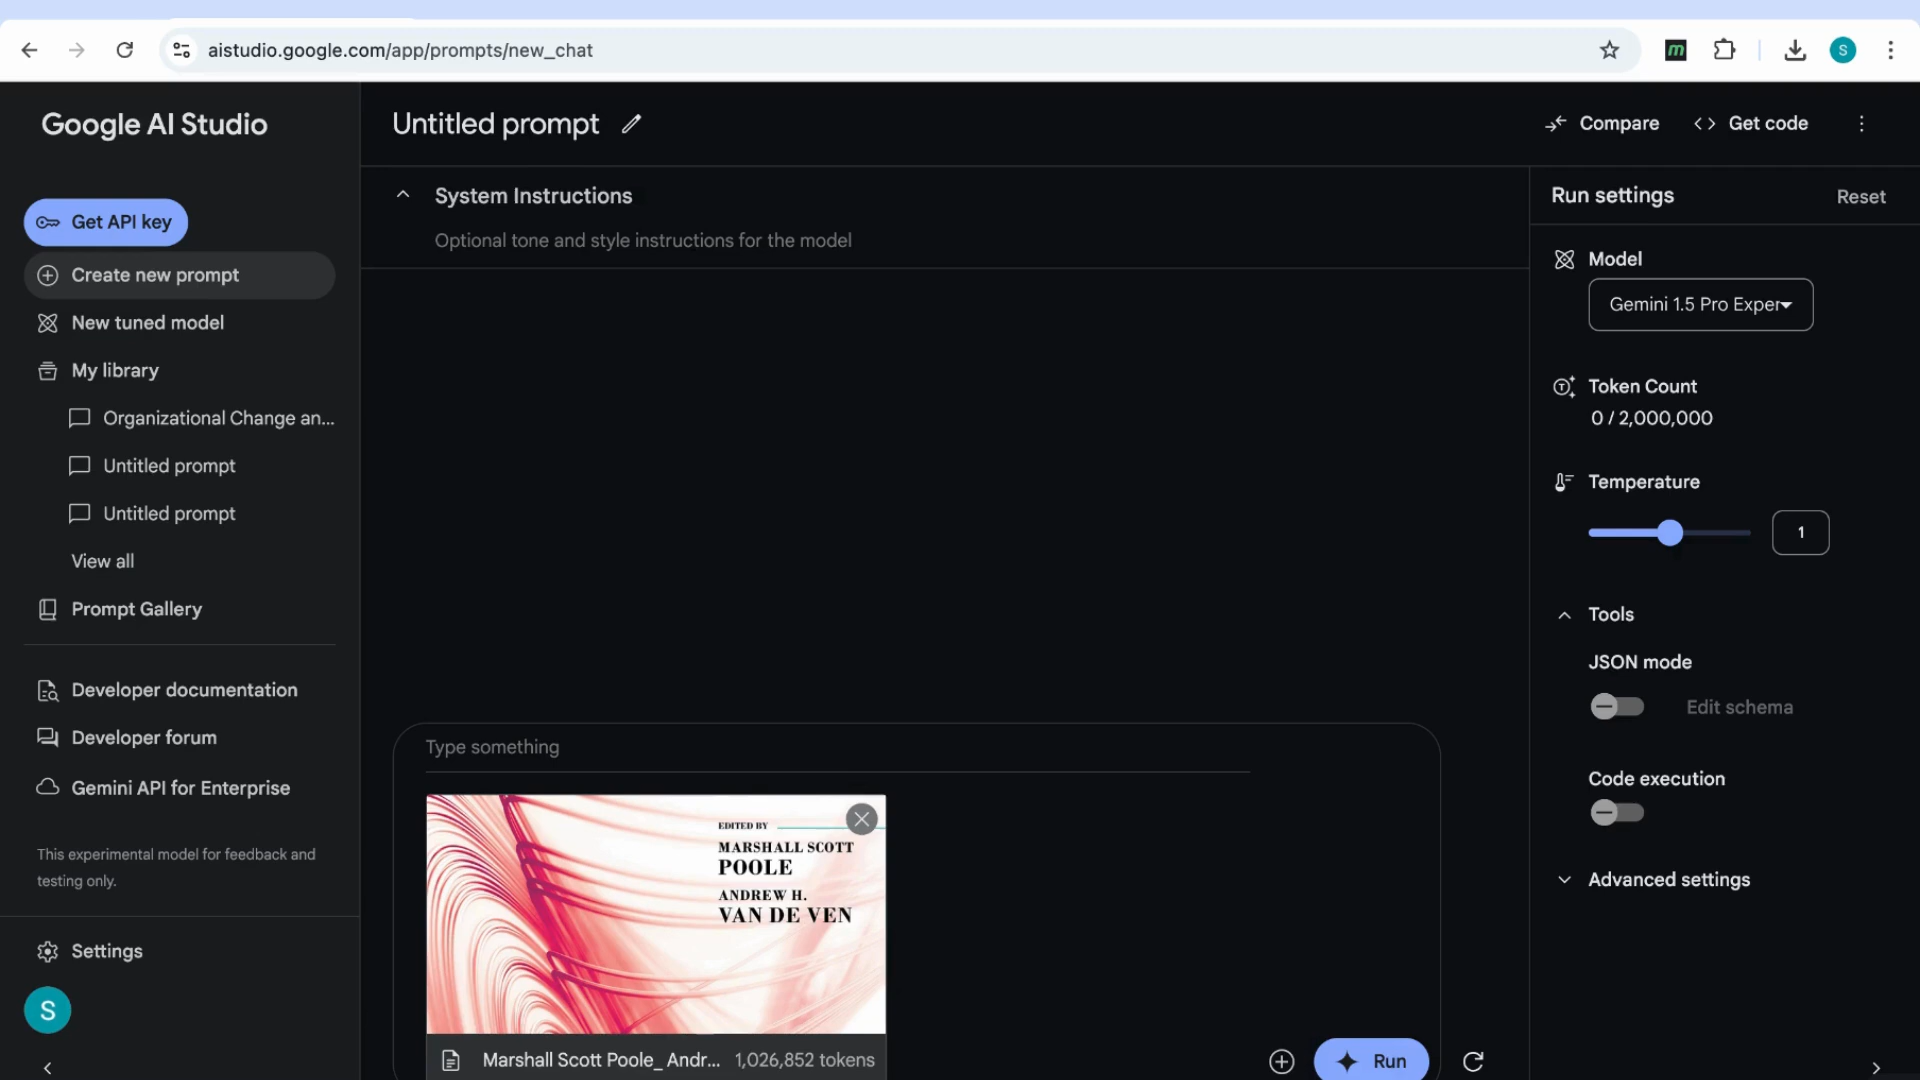 aistudio.google.com/app/prompts/new_chat
S
Google AI Studio
Untitled prompt
Compare
Get code
Get API key
Create new prompt
New tuned model
My library
Organizational Change an...
Untitled prompt
Untitled prompt
View all
Prompt Gallery
Developer documentation
Developer forum
Gemini API for Enterprise
This experimental model for feedback and
testing only.
Settings
S
System Instructions
Optional tone and style instructions for the model
Type something
EDITED BY
MARSHALL SCOTT
POOLE
ANDREW H.
VAN DE VEN
Marshall Scott Poole_ Andr... 1,026,852 tokens
Run
Run settings
Reset
Model
Gemini 1.5 Pro Exper
Token Count
0 / 2,000,000
Temperature
1
Tools
JSON mode
Edit schema
Code execution
Advanced settings